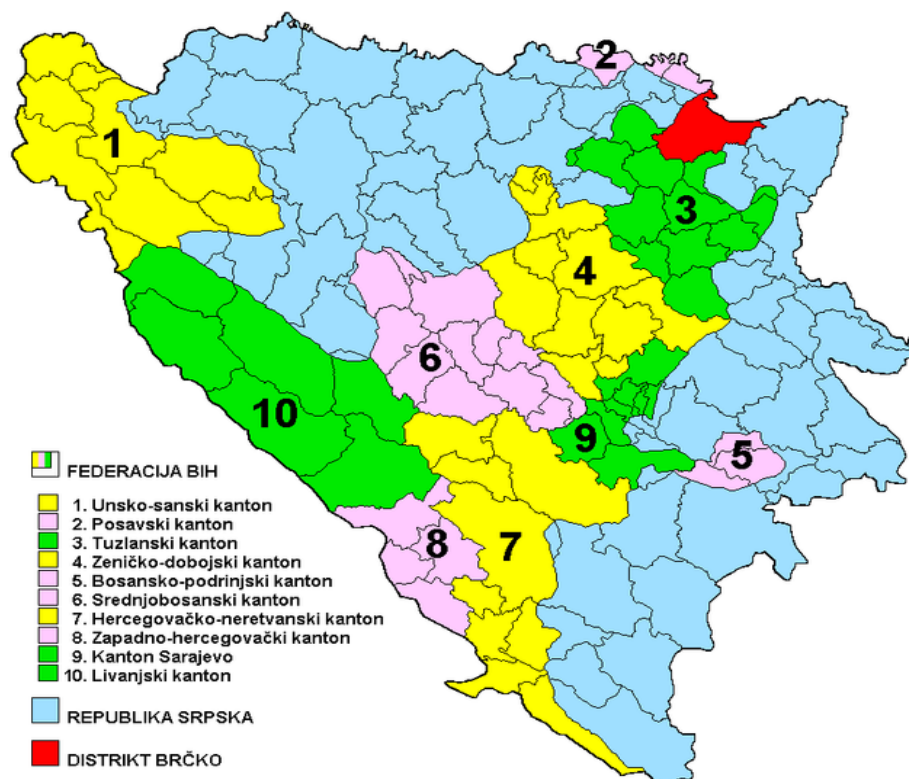 2
1
3
4
6
10
9
5
8
7
FEDERACIJA BIH
1. Unsko-sanski kanton
2. Posavski kanton
3. Tuzlanski kanton
4. Zeničko-dobojski kanton
5. Bosansko-podrinjski kanton
6. Srednjobosanski kanton
7. Hercegovačko-neretvanski kanton
8. Zapadno-hercegovački kanton
9. Kanton Sarajevo
10. Livanjski kanton
REPUBLIKA SRPSKA
DISTRIKT BRČKO